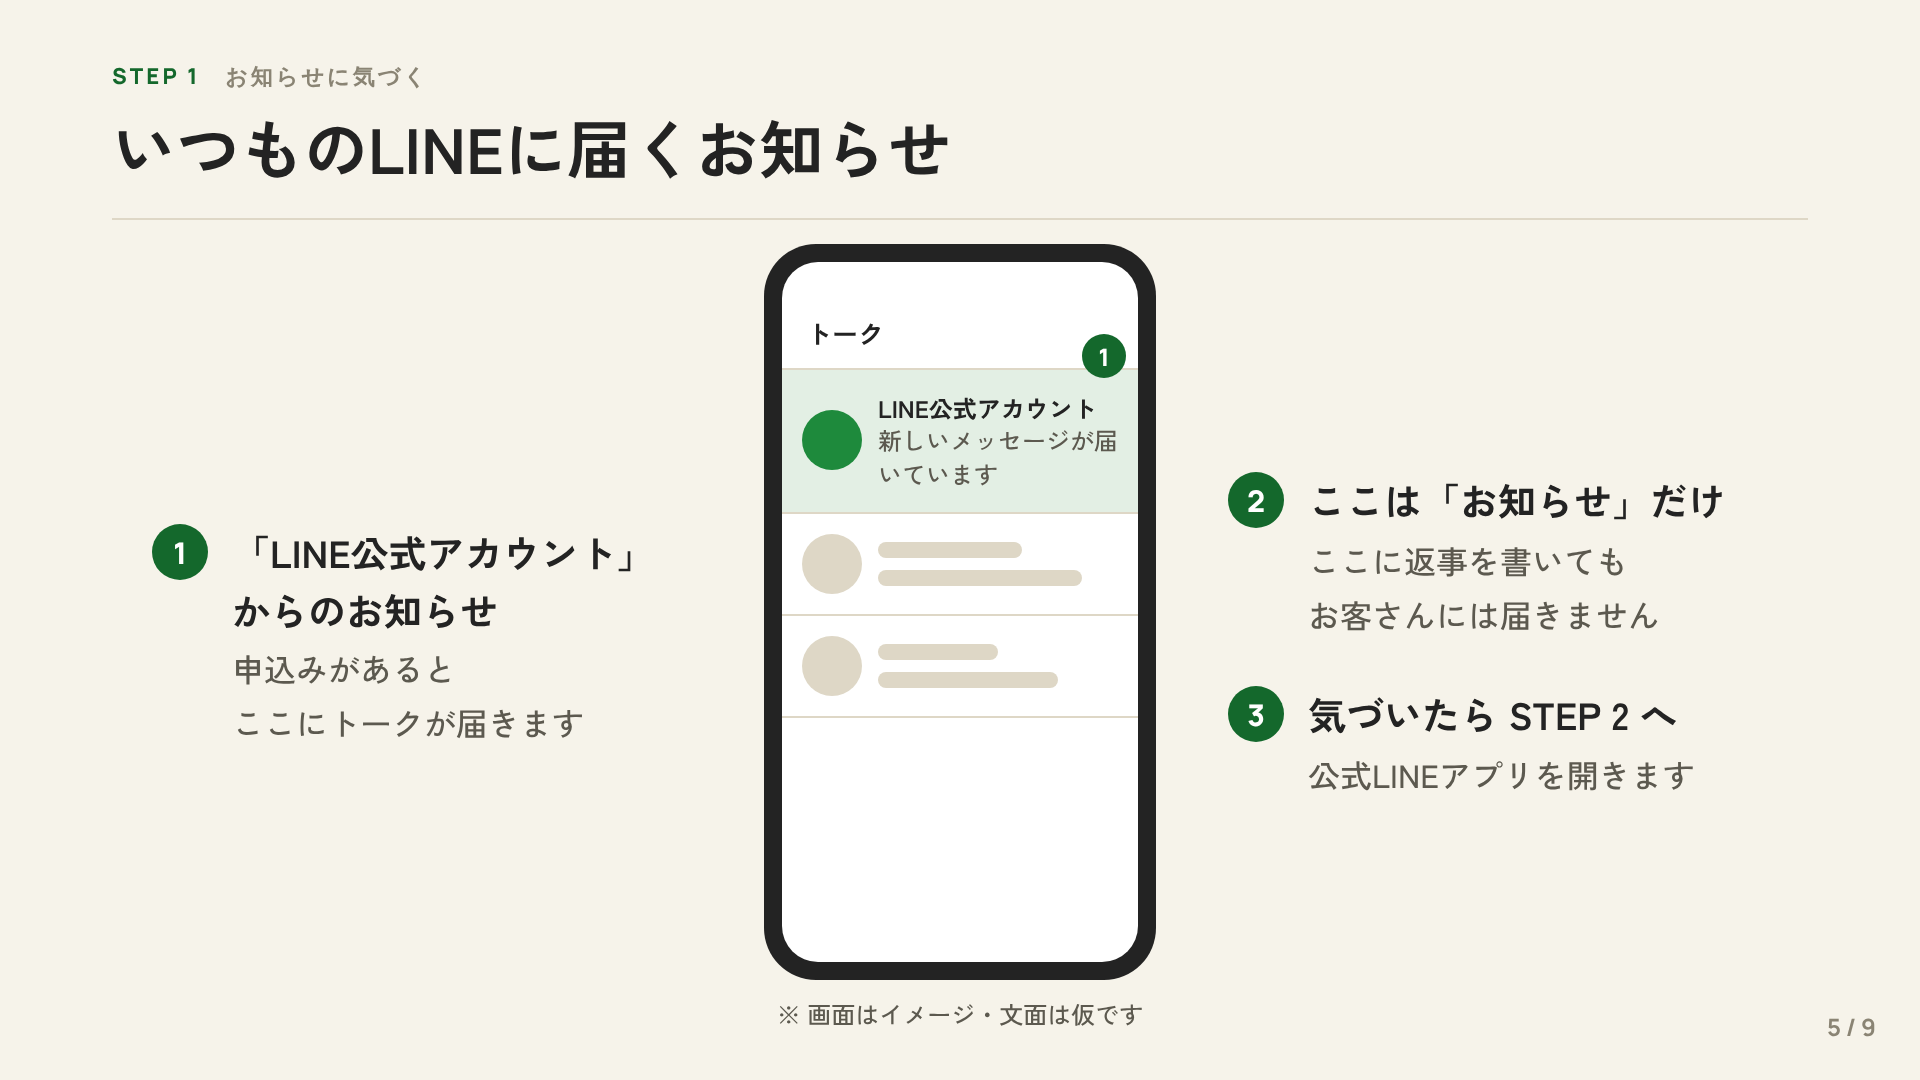 STEP 1 お知らせに気づく
いつものLINEに届くお知らせ
1
「LINE公式アカウント」
からのお知らせ
申込みがあると
ここにトークが届きます
トーク
1
LINE公式アカウント
新しいメッセージが届
いています
2
ここは「お知らせ」だけ
ここに返事を書いても
お客さんには届きません
3
気づいたら STEP 2 へ
公式LINEアプリを開きます
※ 画面はイメージ・文面は仮です
5 / 9